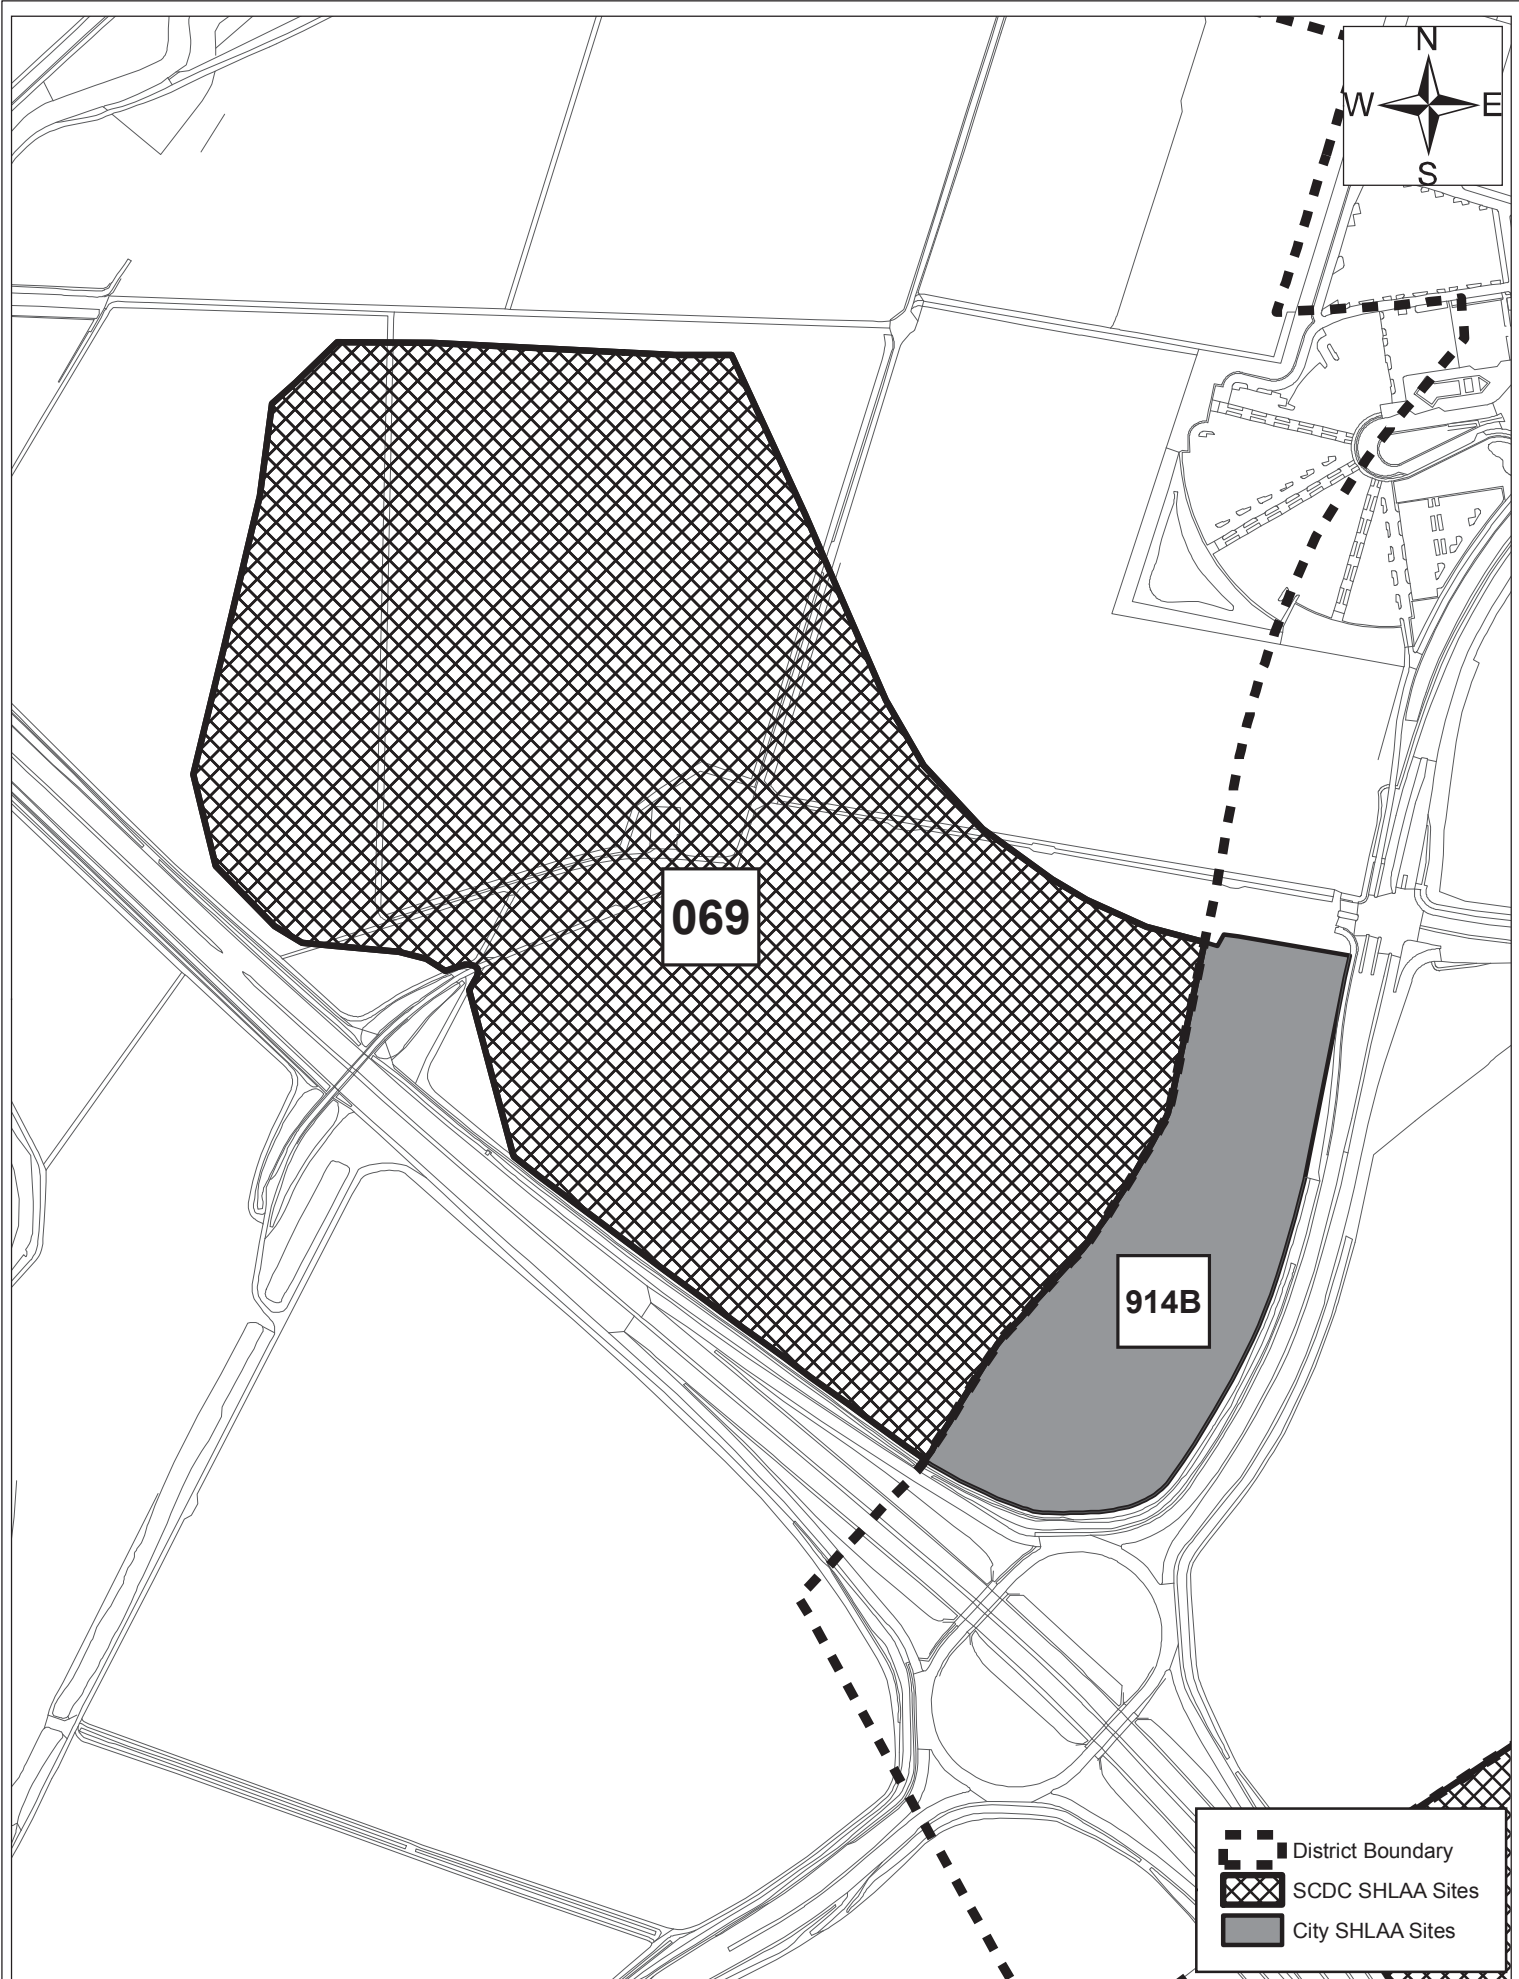 N
W E
S
069
914B
District Boundary
SCDC SHLAA Sites
City SHLAA Sites